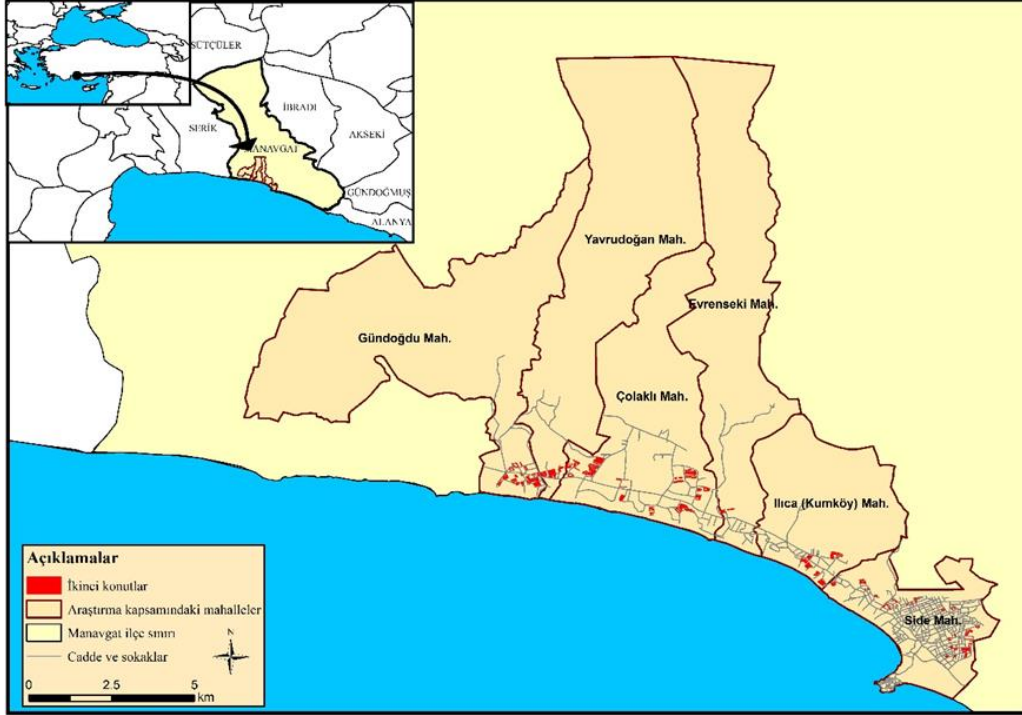 SÜTÇÜLER
İBRADI
SERİK
AKSEKİ
MANAVGAT
GÜNDOĞMUŞ
ALANYA
Yavrudoğan Mah.
Evrenseki Mah.
Gündoğdu Mah.
Çolaklı Mah.
Ilıca (Kumköy) Mah.
Side Mah.
Açıklamalar
İkinci konutlar
Araştırma kapsamındaki mahalleler
Manavgat ilçe sınırı
Cadde ve sokaklar
N
0 2.5 5
km